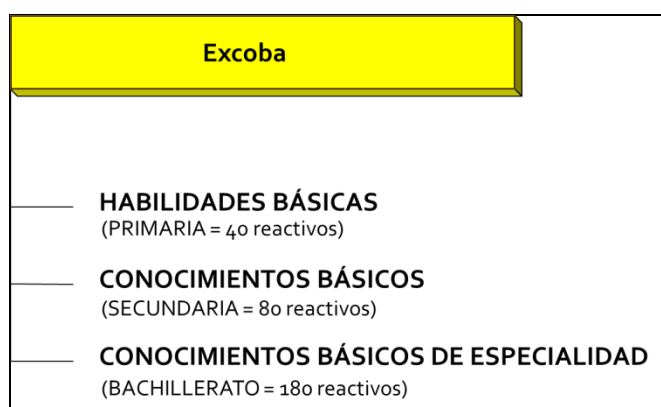 Excoba
HABILIDADES BÁSICAS
(PRIMARIA = 40 reactivos)
CONOCIMIENTOS BÁSICOS
(SECUNDARIA = 80 reactivos)
CONOCIMIENTOS BÁSICOS DE ESPECIALIDAD
(BACHILLERATO = 180 reactivos)